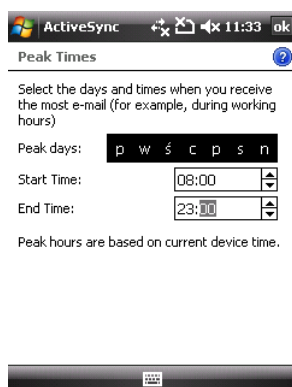 ActiveSync 11:33 ok
Peak Times
Select the days and times when you receive
the most e-mail (for example, during working
hours)
Peak days: p w ś c p s n
Start Time: 08:00
End Time: 23:00
Peak hours are based on current device time.